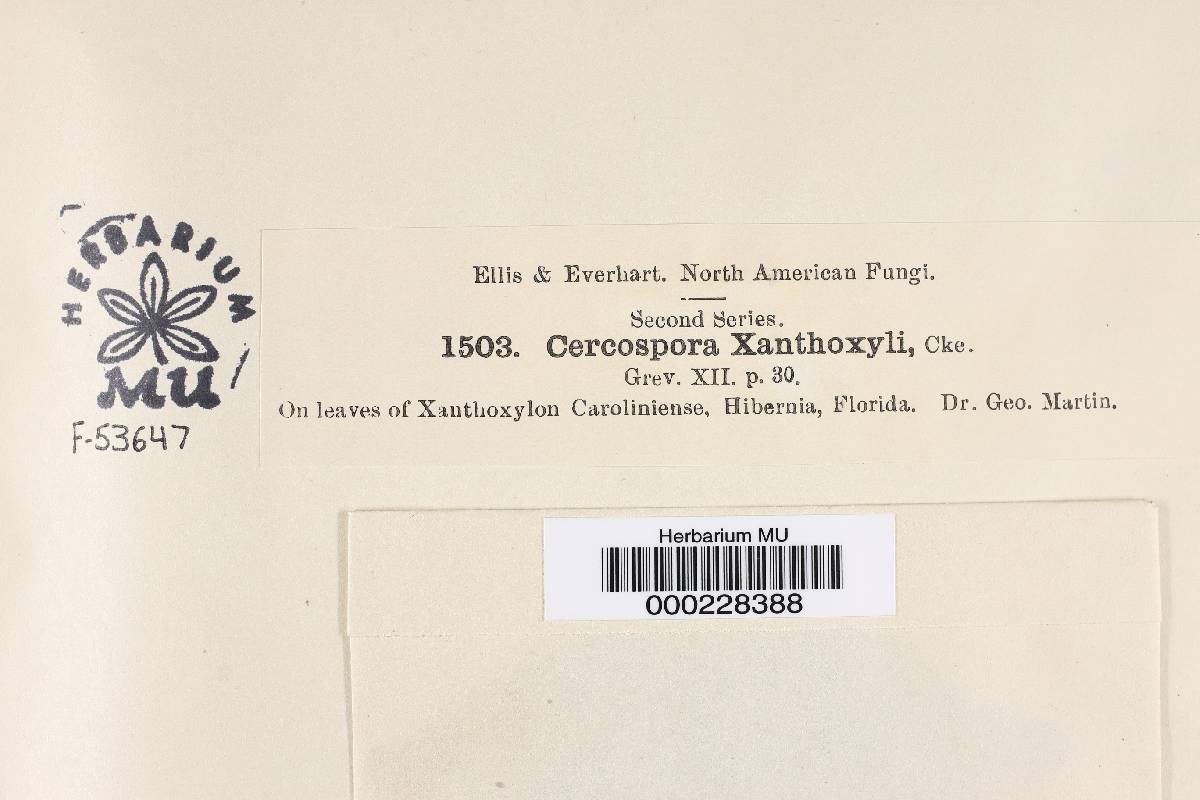 HERBARIUM
MU
F-53647
Ellis & Everhart. North American Fungi.
Second Series.
1503. Cercospora Xanthoxyli, Cke.
Grev. XII. p. 30.
On leaves of Xanthoxylon Caroliniense, Hibernia, Florida. Dr. Geo. Martin.
Herbarium MU
000228388